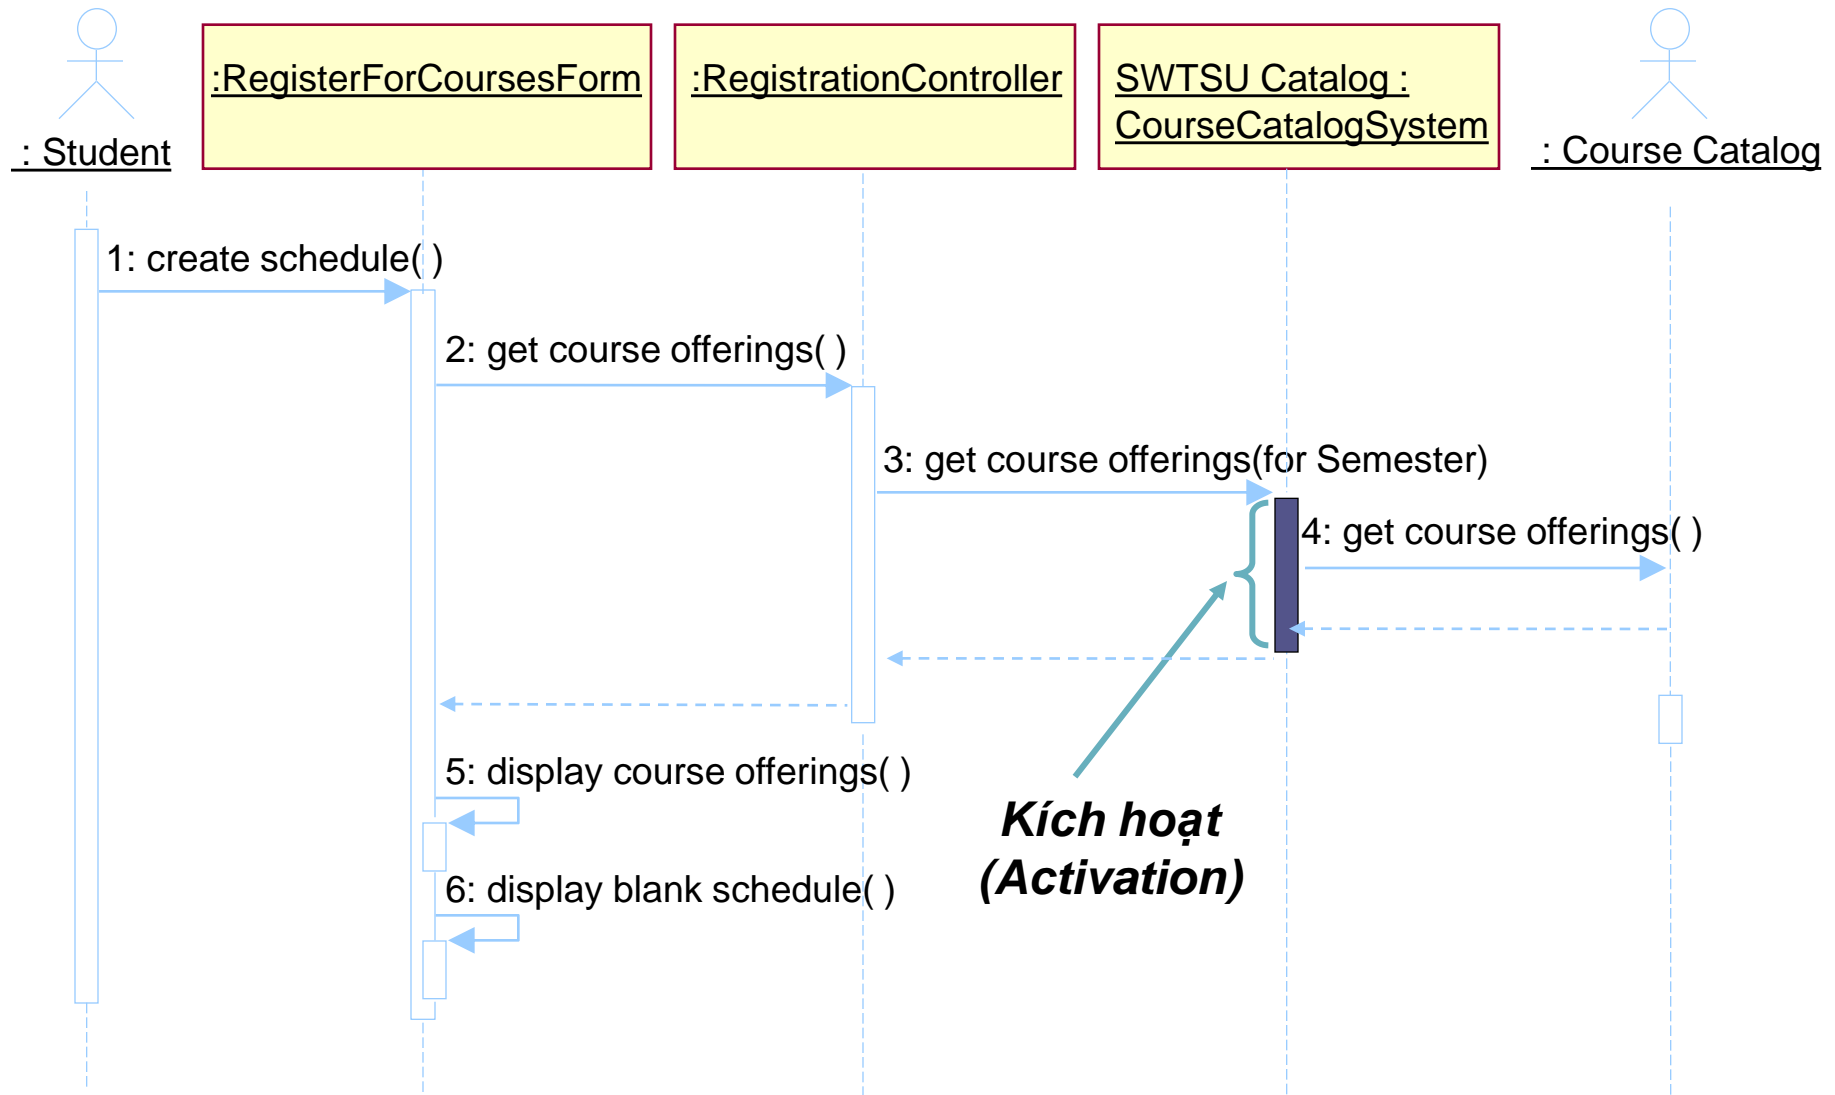 : Student
:RegisterForCoursesForm
:RegistrationController
SWTSU Catalog :
CourseCatalogSystem
: Course Catalog
1: create schedule( )
2: get course offerings( )
3: get course offerings(for Semester)
4: get course offerings( )
5: display course offerings( )
6: display blank schedule( )
Kích hoạt
(Activation)